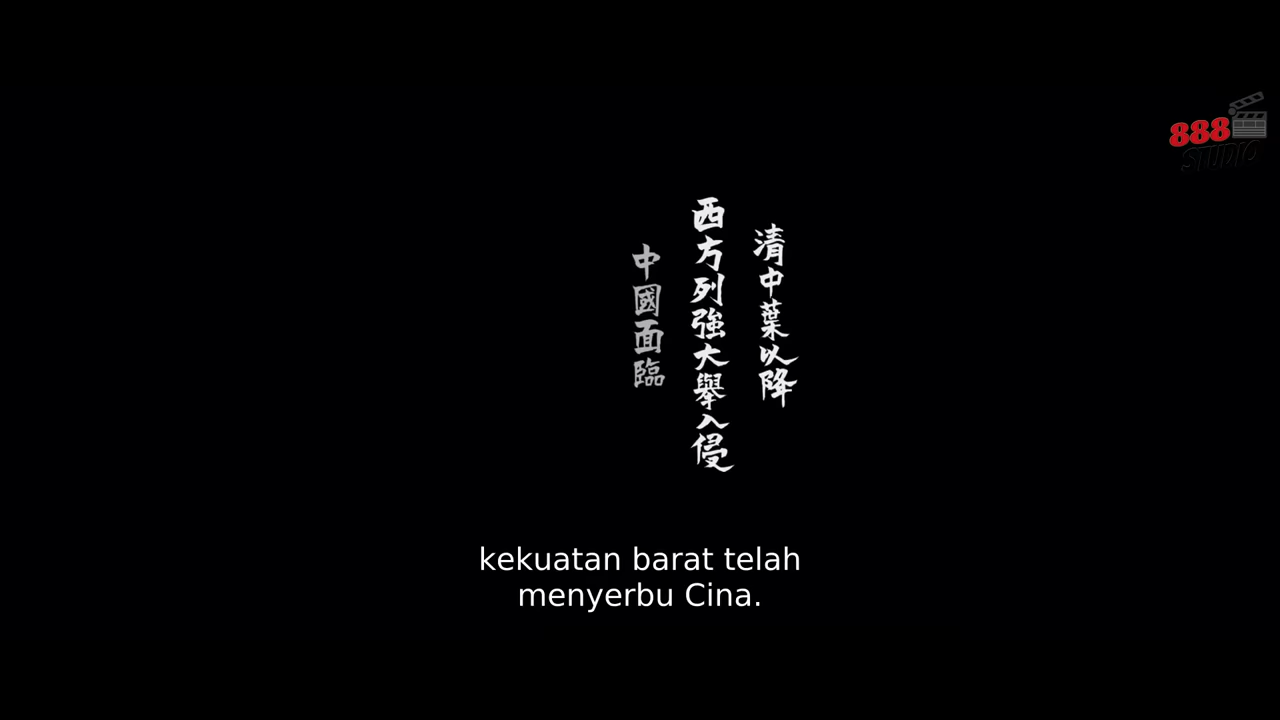 清中葉以降
西方列強大舉入侵
中國面臨
kekuatan barat telah
menyerbu Cina.
888
STUDIO